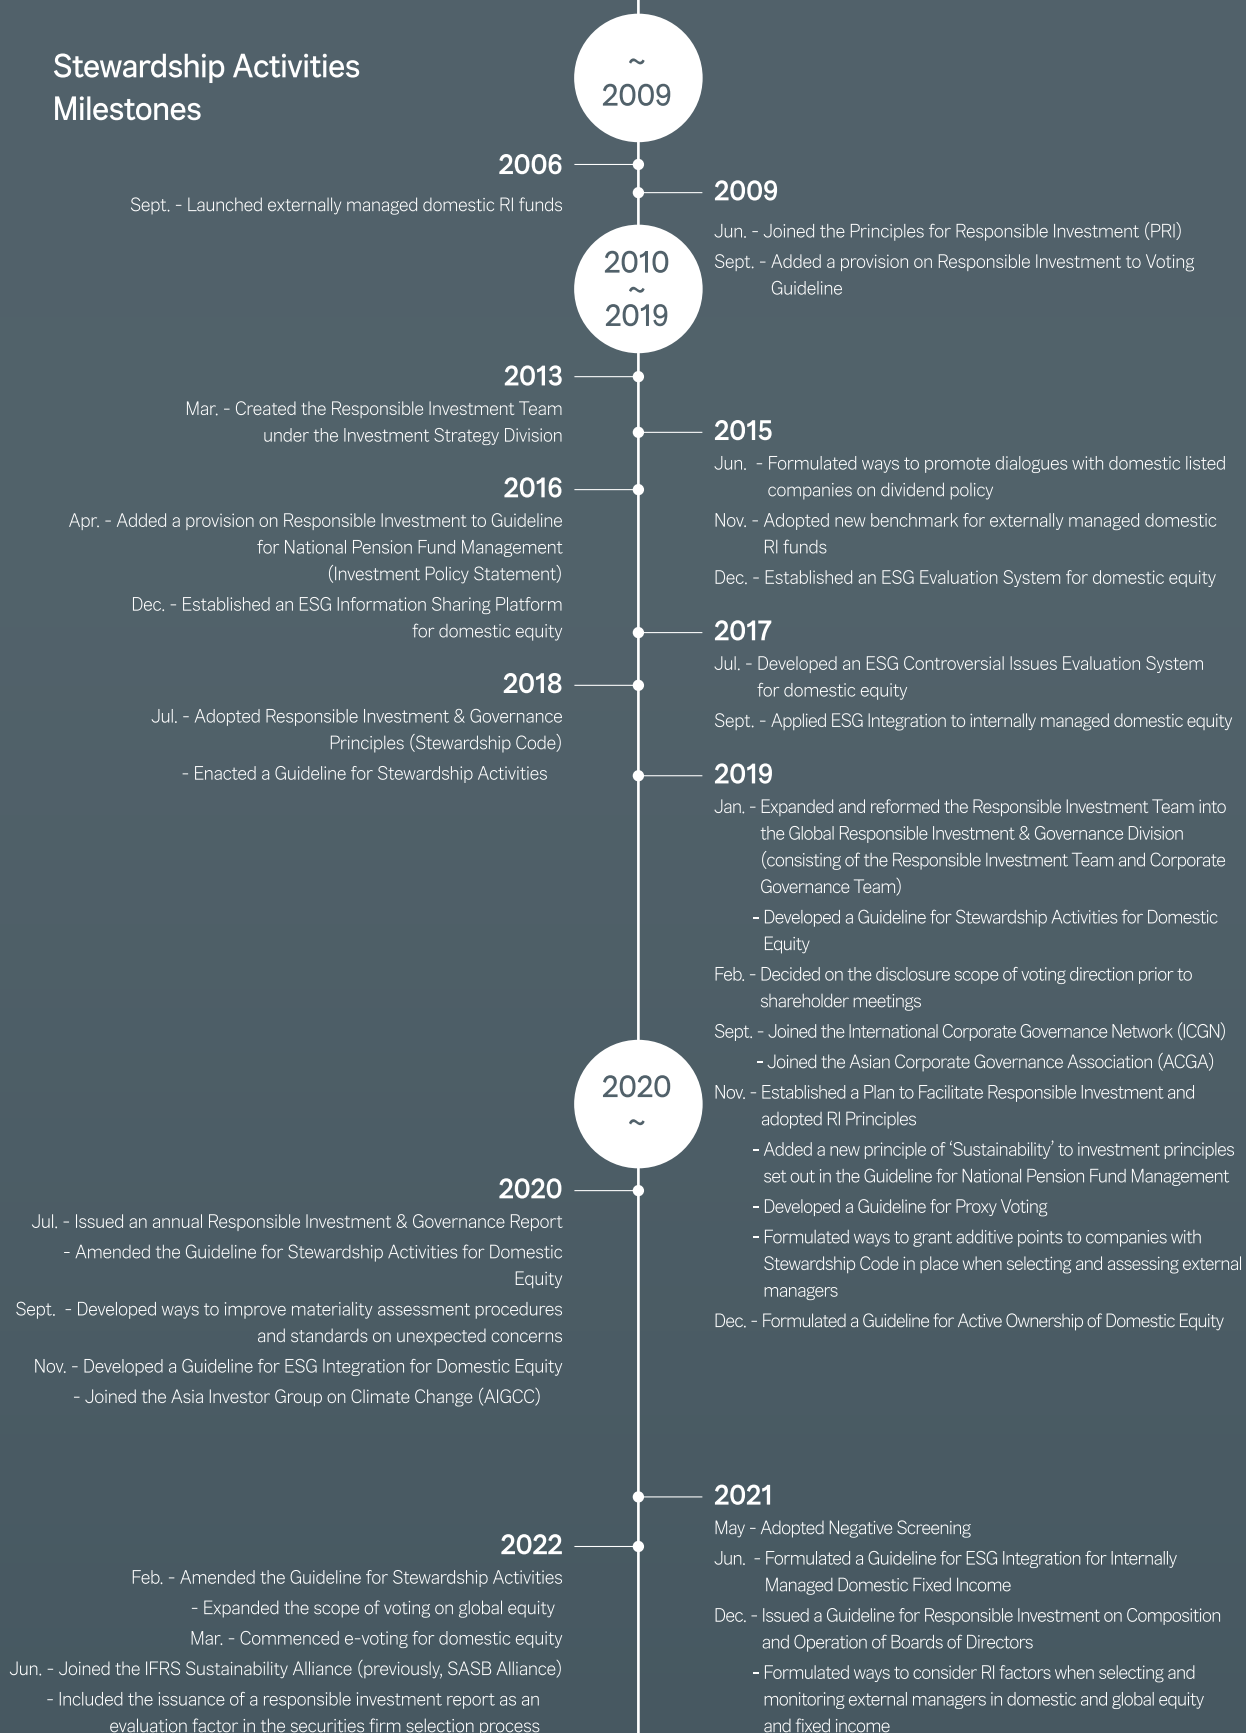 Stewardship Activities
Milestones
~
2009
2006
Sept. - Launched externally managed domestic RI funds
2009
Jun. - Joined the Principles for Responsible Investment (PRI)
Sept. - Added a provision on Responsible Investment to Voting
Guideline
2010
~
2019
2013
Mar. - Created the Responsible Investment Team
under the Investment Strategy Division
2015
Jun. - Formulated ways to promote dialogues with domestic listed
companies on dividend policy
Nov. - Adopted new benchmark for externally managed domestic
RI funds
Dec. - Established an ESG Evaluation System for domestic equity
2016
Apr. - Added a provision on Responsible Investment to Guideline
for National Pension Fund Management
(Investment Policy Statement)
Dec. - Established an ESG Information Sharing Platform
for domestic equity
2017
Jul. - Developed an ESG Controversial Issues Evaluation System
for domestic equity
Sept. - Applied ESG Integration to internally managed domestic equity
2018
Jul. - Adopted Responsible Investment & Governance
Principles (Stewardship Code)
- Enacted a Guideline for Stewardship Activities
2019
Jan. - Expanded and reformed the Responsible Investment Team into
the Global Responsible Investment & Governance Division
(consisting of the Responsible Investment Team and Corporate
Governance Team)
- Developed a Guideline for Stewardship Activities for Domestic
Equity
Feb. - Decided on the disclosure scope of voting direction prior to
shareholder meetings
Sept. - Joined the International Corporate Governance Network (ICGN)
- Joined the Asian Corporate Governance Association (ACGA)
Nov. - Established a Plan to Facilitate Responsible Investment and
adopted RI Principles
- Added a new principle of ‘Sustainability’ to investment principles
set out in the Guideline for National Pension Fund Management
- Developed a Guideline for Proxy Voting
- Formulated ways to grant additive points to companies with
Stewardship Code in place when selecting and assessing external
managers
Dec. - Formulated a Guideline for Active Ownership of Domestic Equity
2020
~
2020
Jul. - Issued an annual Responsible Investment & Governance Report
- Amended the Guideline for Stewardship Activities for Domestic
Equity
Sept. - Developed ways to improve materiality assessment procedures
and standards on unexpected concerns
Nov. - Developed a Guideline for ESG Integration for Domestic Equity
- Joined the Asia Investor Group on Climate Change (AIGCC)
2021
May - Adopted Negative Screening
Jun. - Formulated a Guideline for ESG Integration for Internally
Managed Domestic Fixed Income
Dec. - Issued a Guideline for Responsible Investment on Composition
and Operation of Boards of Directors
- Formulated ways to consider RI factors when selecting and
monitoring external managers in domestic and global equity
and fixed income
2022
Feb. - Amended the Guideline for Stewardship Activities
- Expanded the scope of voting on global equity
Mar. - Commenced e-voting for domestic equity
Jun. - Joined the IFRS Sustainability Alliance (previously, SASB Alliance)
- Included the issuance of a responsible investment report as an
evaluation factor in the securities firm selection process